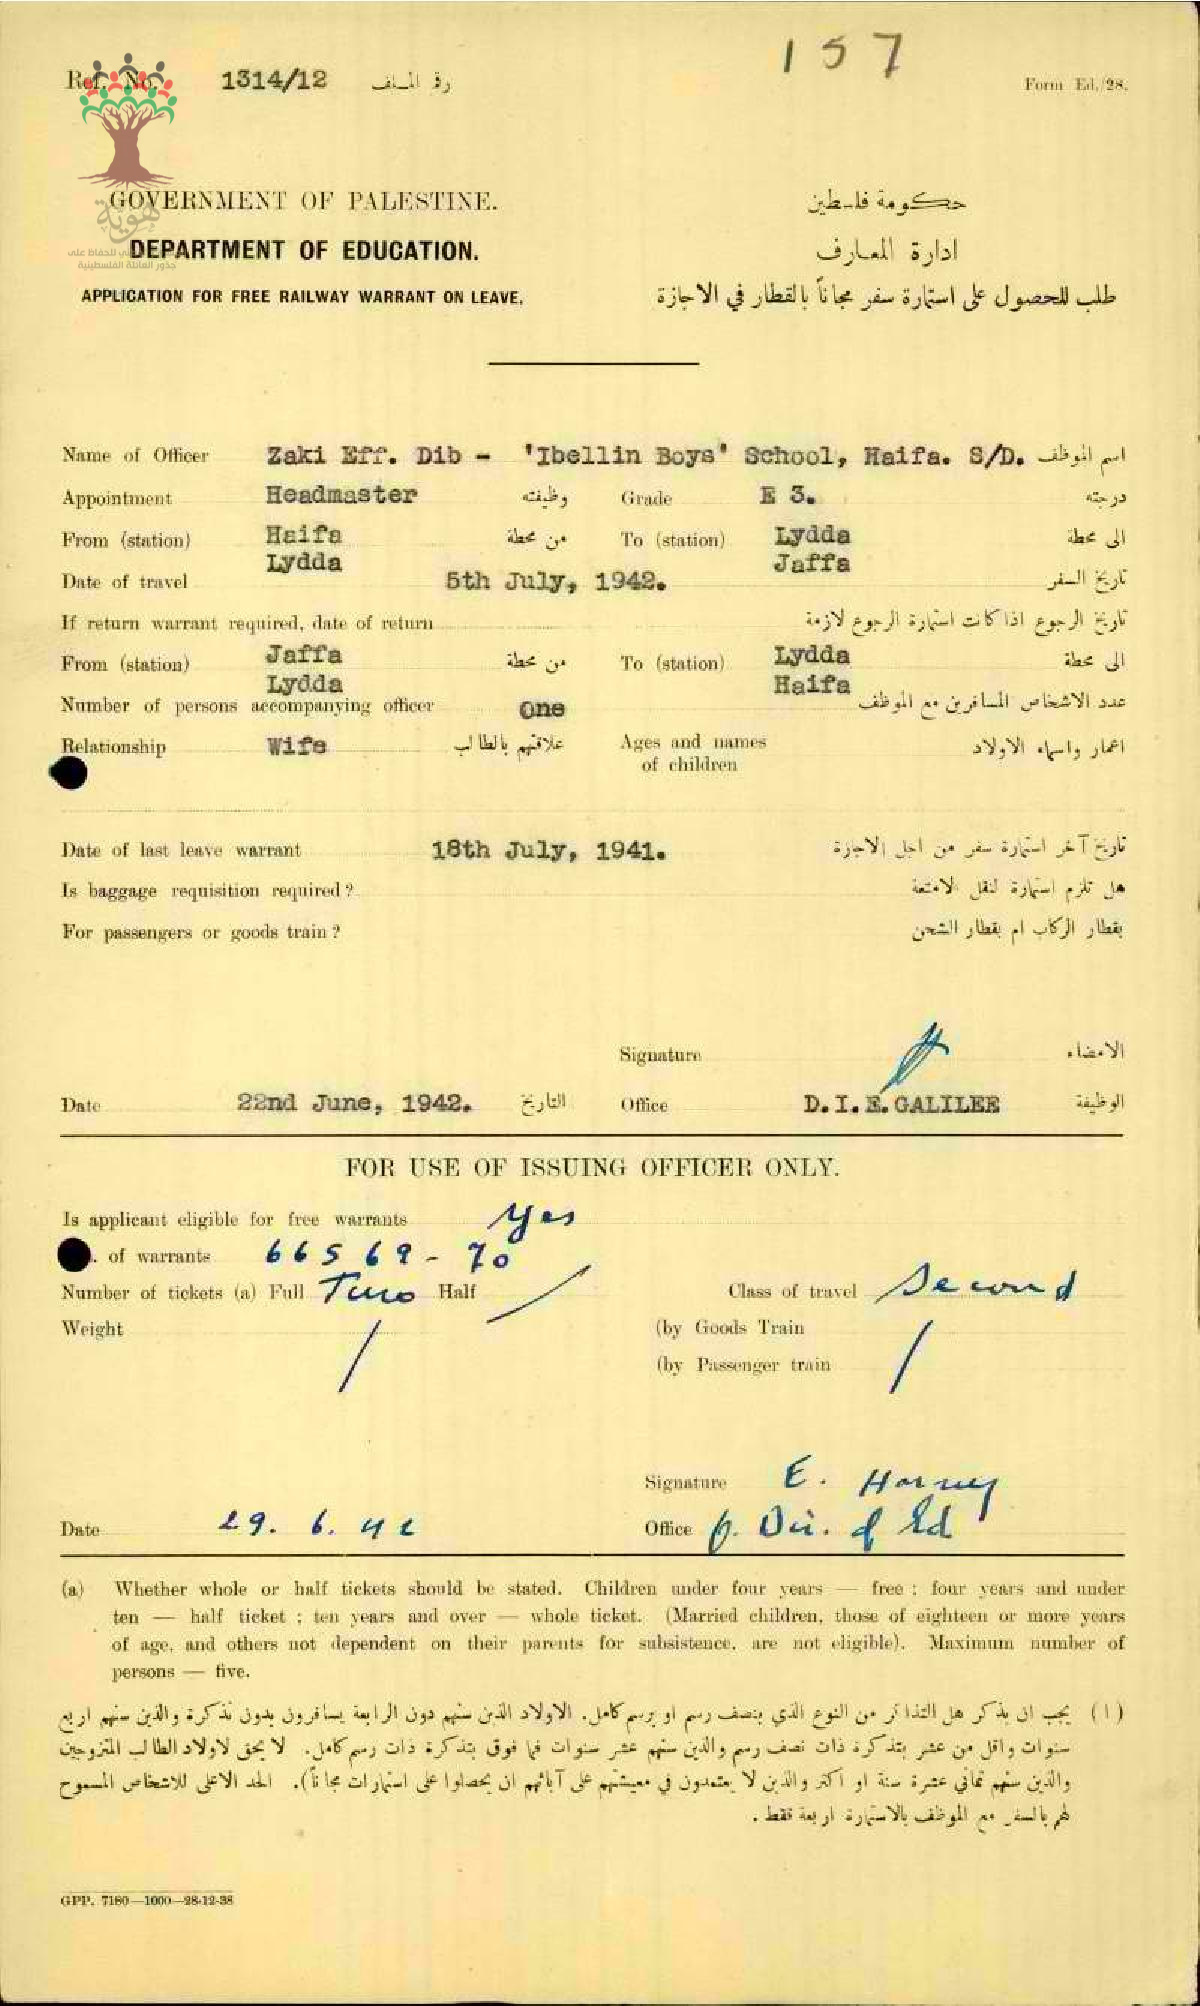 157
Ref. No. 1314/12 رقم الملف
Form Ed./28.
هويّة
GOVERNMENT OF PALESTINE. حكومة فلسطين
DEPARTMENT OF EDUCATION. ادارة المعارف
للحفاظ على
جذور العائلة الفلسطينية
APPLICATION FOR FREE RAILWAY WARRANT ON LEAVE. طلب للحصول على استمارة سفر مجاناً بالقطار في الاجازة
Name of Officer Zaki Eff. Dib - 'Ibellin Boys' School, Haifa. S/D. اسم الموظف
Appointment Headmaster وظيفته Grade E 3. درجته
From (station) Haifa من محطة To (station) Lydda الى محطة
Lydda Jaffa
Date of travel 5th July, 1942. تاريخ السفر
If return warrant required, date of return تاريخ الرجوع اذا كانت استمارة الرجوع لازمة
From (station) Jaffa من محطة To (station) Lydda الى محطة
Lydda Haifa
Number of persons accompanying officer One عدد الاشخاص المسافرين مع الموظف
Relationship Wife علاقتهم بالطالب Ages and names of children اعمار واسماء الاولاد
Date of last leave warrant 18th July, 1941. تاريخ آخر استمارة سفر من اجل الاجازة
Is baggage requisition required? هل تلزم استمارة لنقل الامتعة
For passengers or goods train? بقطار الركاب ام بقطار الشحن
Signature الامضاء
Date 22nd June, 1942. التاريخ Office D.I.E.GALILEE الوظيفة
FOR USE OF ISSUING OFFICER ONLY.
Is applicant eligible for free warrants yes
. of warrants 66569-70
Number of tickets (a) Full Two Half Class of travel Second
Weight (by Goods Train
(by Passenger train
Signature E. Horney
Date 29. 6. 42 Office f. Dir. of Ed
(a) Whether whole or half tickets should be stated. Children under four years — free; four years and under
ten — half ticket; ten years and over — whole ticket. (Married children, those of eighteen or more years
of age, and others not dependent on their parents for subsistence, are not eligible). Maximum number of
persons — five.
(١) يجب ان يذكر هل التذاكر من النوع الذي بنصف رسم او برسم كامل. الاولاد الذين سنهم دون الرابعة يسافرون بدون تذكرة والذين سنهم اربع
سنوات واقل من عشر بتذكرة ذات نصف رسم والذين سنهم عشر سنوات فما فوق بتذكرة ذات رسم كامل. لا يحق لاولاد الطالب المتزوجين
والذين سنهم ثماني عشرة سنة او اكثر والذين لا يعتمدون في معيشتهم على آبائهم ان يحصلوا على استمارات مجاناً). الحد الاعلى للاشخاص المسموح
لهم بالسفر مع الموظف بالاستمارة اربعة فقط.
GPP. 7180—1000—28-12-38